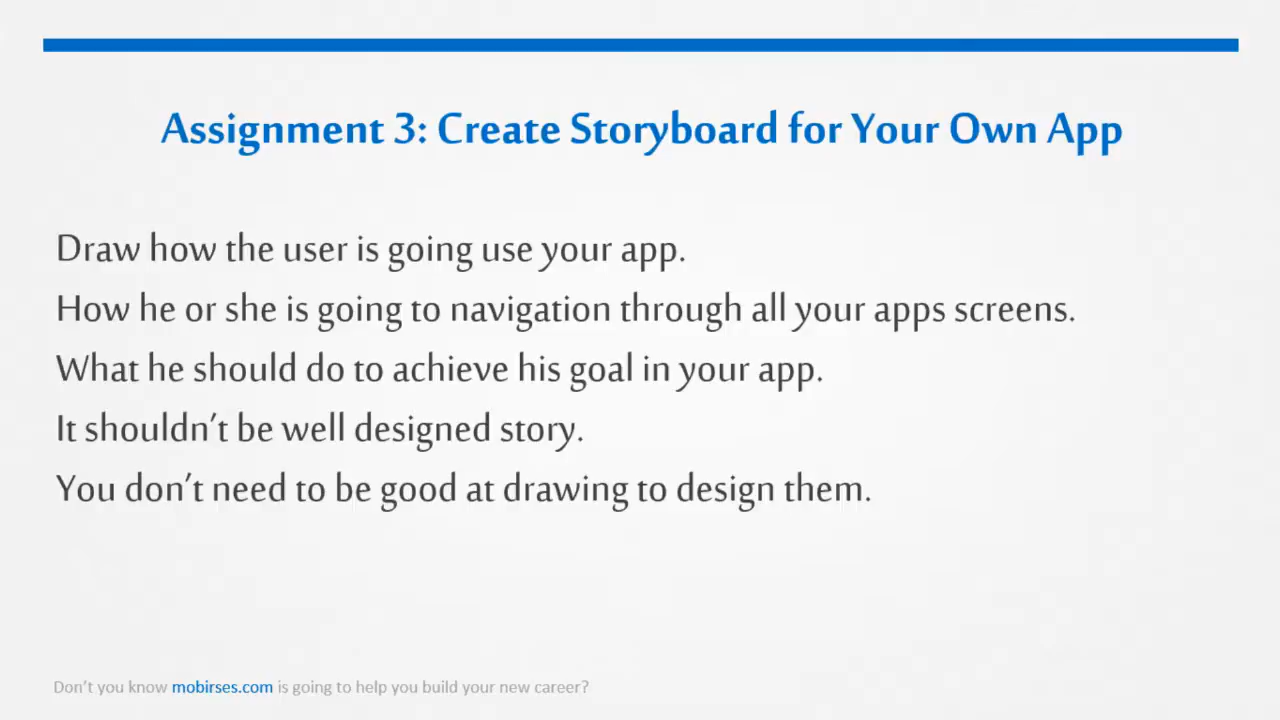 Assignment 3: Create Storyboard for Your Own App
Draw how the user is going use your app.
How he or she is going to navigation through all your apps screens.
What he should do to achieve his goal in your app.
It shouldn’t be well designed story.
You don’t need to be good at drawing to design them.
Don’t you know mobirses.com is going to help you build your new career?